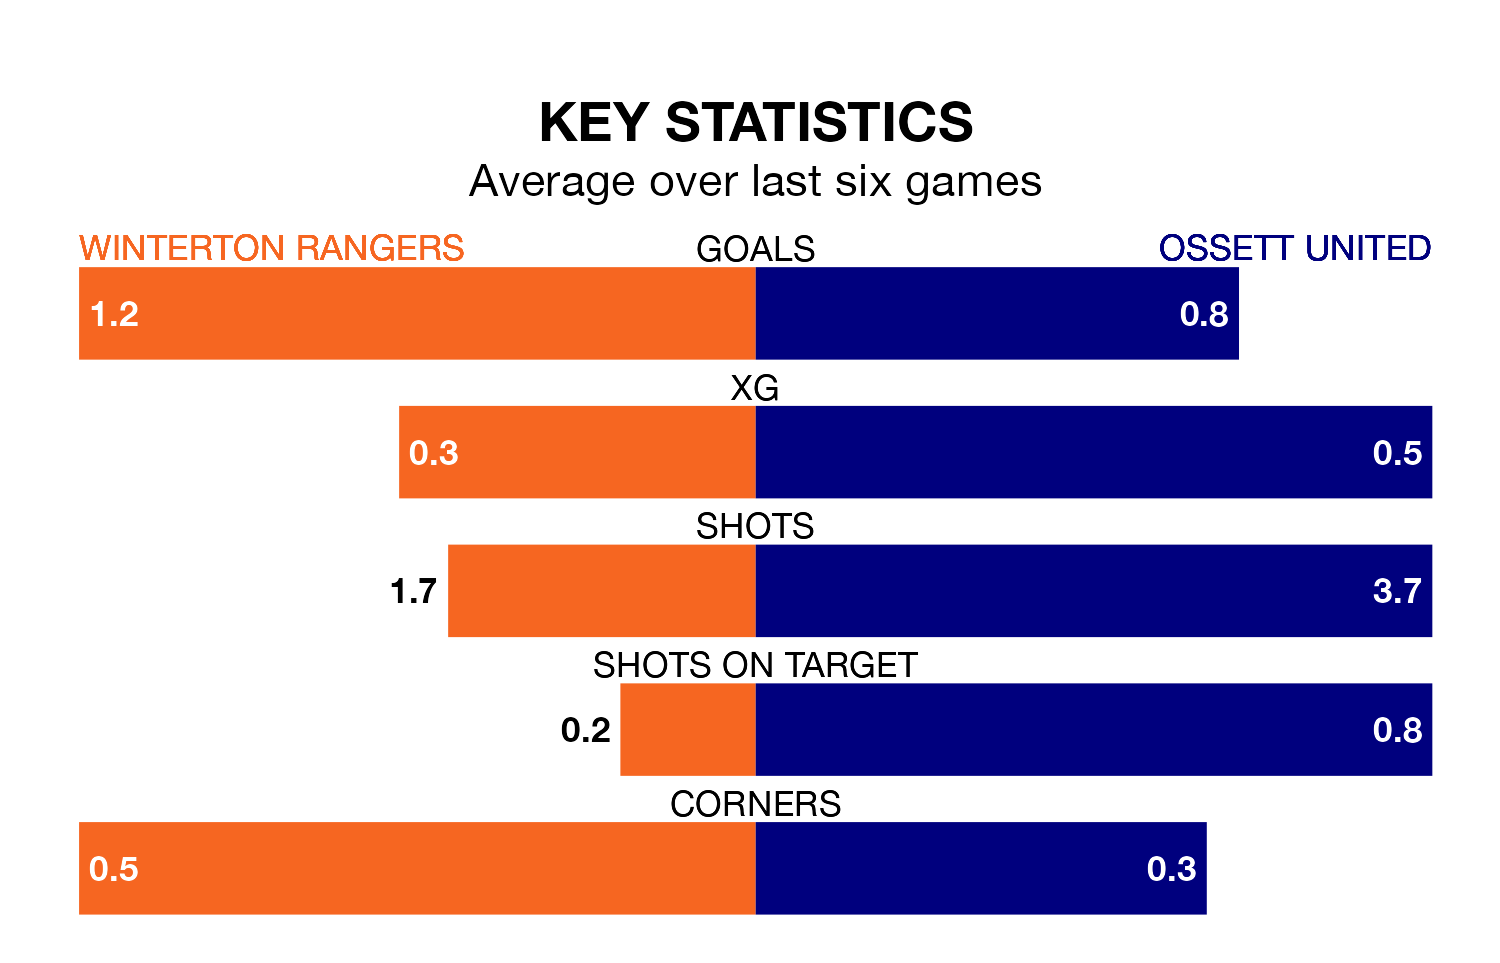 KEY STATISTICS
Average over last six games
WINTERTON RANGERS GOALS OSSETT UNITED
1.2 0.8
XG
0.3 0.5
SHOTS
1.7 3.7
SHOTS ON TARGET
0.2 0.8
CORNERS
0.5 0.3